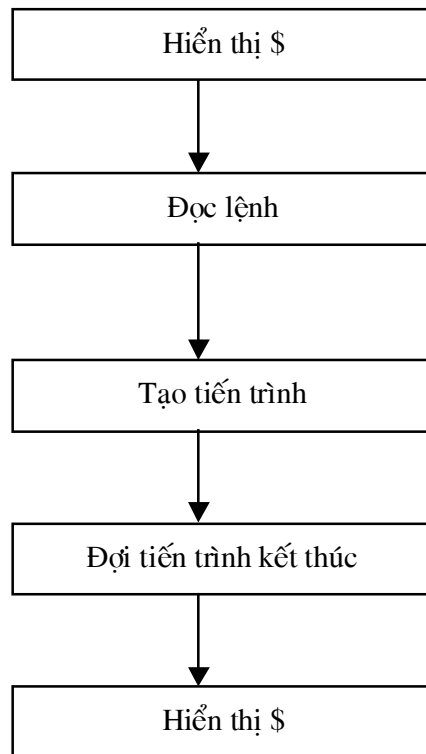 Hiển thị $
Đọc lệnh
Tạo tiến trình
Đợi tiến trình kết thúc
Hiển thị $